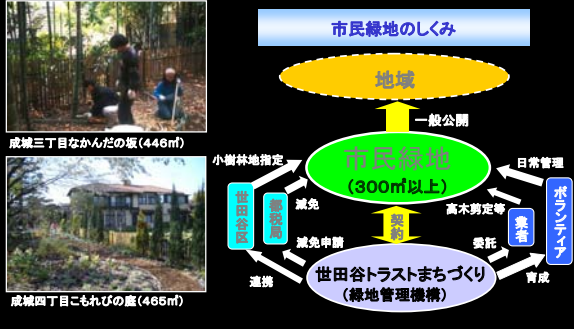 市民緑地のしくみ
地域
一般公開
成城三丁目なかんだの坂(446㎡)
小樹林地指定
市民緑地
(300㎡以上)
日常管理
世田谷区
都税局
減免
契約
高木剪定等
業者
ボランティア
減免申請
委託
連携
世田谷トラストまちづくり
(緑地管理機構)
育成
成城四丁目こもれびの庭(465㎡)